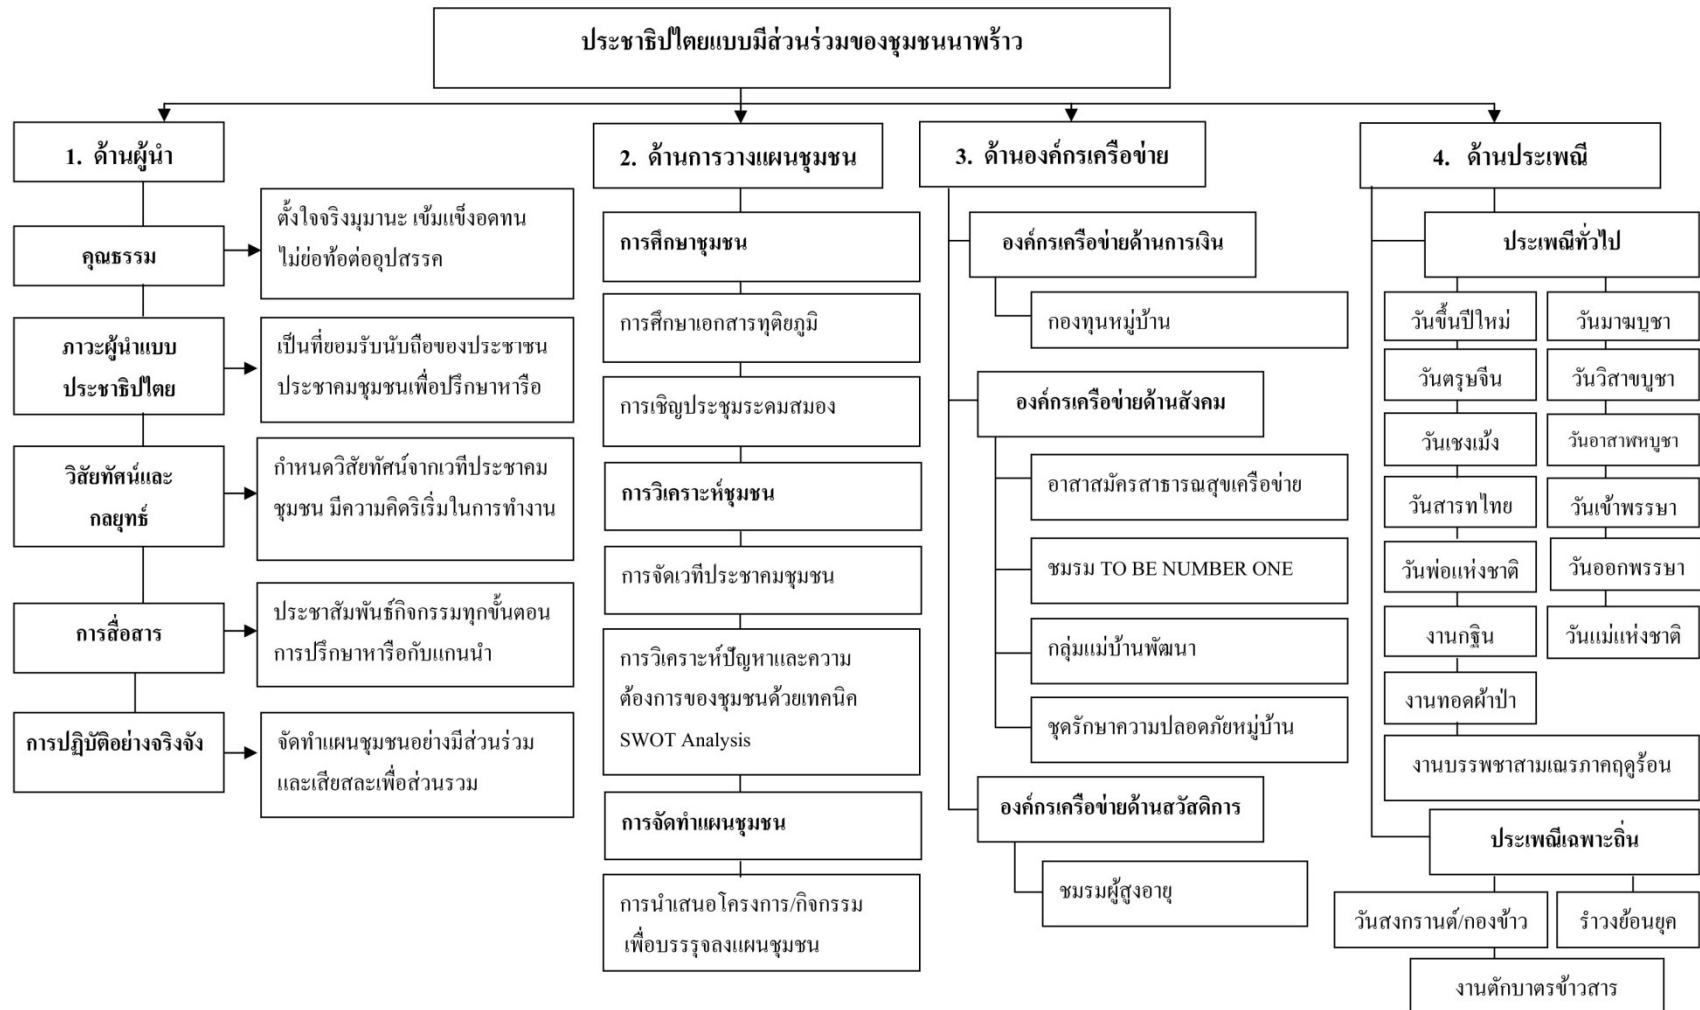 ประชาธิปไตยแบบมีส่วนร่วมของชุมชนนาพร้าว
1. ด้านผู้นำ
คุณธรรม
ตั้งใจจริงมุมานะ เข้มแข็งอดทน
ไม่ย่อท้อต่ออุปสรรค
ภาวะผู้นำแบบ
ประชาธิปไตย
เป็นที่ยอมรับนับถือของประชาชน
ประชาคมชุมชนเพื่อปรึกษาหารือ
วิสัยทัศน์และ
กลยุทธ์
กำหนดวิสัยทัศน์จากเวทีประชาคม
ชุมชน มีความคิดริเริ่มในการทำงาน
การสื่อสาร
ประชาสัมพันธ์กิจกรรมทุกขั้นตอน
การปรึกษาหารือกับแกนนำ
การปฏิบัติอย่างจริงจัง
จัดทำแผนชุมชนอย่างมีส่วนร่วม
และเสียสละเพื่อส่วนรวม
2. ด้านการวางแผนชุมชน
การศึกษาชุมชน
การศึกษาเอกสารทุติยภูมิ
การเชิญประชุมระดมสมอง
การวิเคราะห์ชุมชน
การจัดเวทีประชาคมชุมชน
การวิเคราะห์ปัญหาและความ
ต้องการของชุมชนด้วยเทคนิค
SWOT Analysis
การจัดทำแผนชุมชน
การนำเสนอโครงการ/กิจกรรม
เพื่อบรรรุจลงแผนชุมชน
3. ด้านองค์กรเครือข่าย
องค์กรเครือข่ายด้านการเงิน
กองทุนหมู่บ้าน
องค์กรเครือข่ายด้านสังคม
อาสาสมัครสาธารณสุขเครือข่าย
ชมรม TO BE NUMBER ONE
กลุ่มแม่บ้านพัฒนา
ชุดรักษาความปลอดภัยหมู่บ้าน
องค์กรเครือข่ายด้านสวัสดิการ
ชมรมผู้สูงอายุ
4. ด้านประเพณี
ประเพณีทั่วไป
วันขึ้นปีใหม่
วันมาฆบูชา
วันตรุษจีน
วันวิสาขบูชา
วันเชงเม้ง
วันอาสาฬหบูชา
วันสารทไทย
วันเข้าพรรษา
วันพ่อแห่งชาติ
วันออกพรรษา
งานกฐิน
วันแม่แห่งชาติ
งานทอดผ้าป่า
งานบรรพชาสามเณรภาคฤดูร้อน
ประเพณีเฉพาะถิ่น
วันสงกรานต์/กองข้าว
รำวงย้อนยุค
งานตักบาตรข้าวสาร